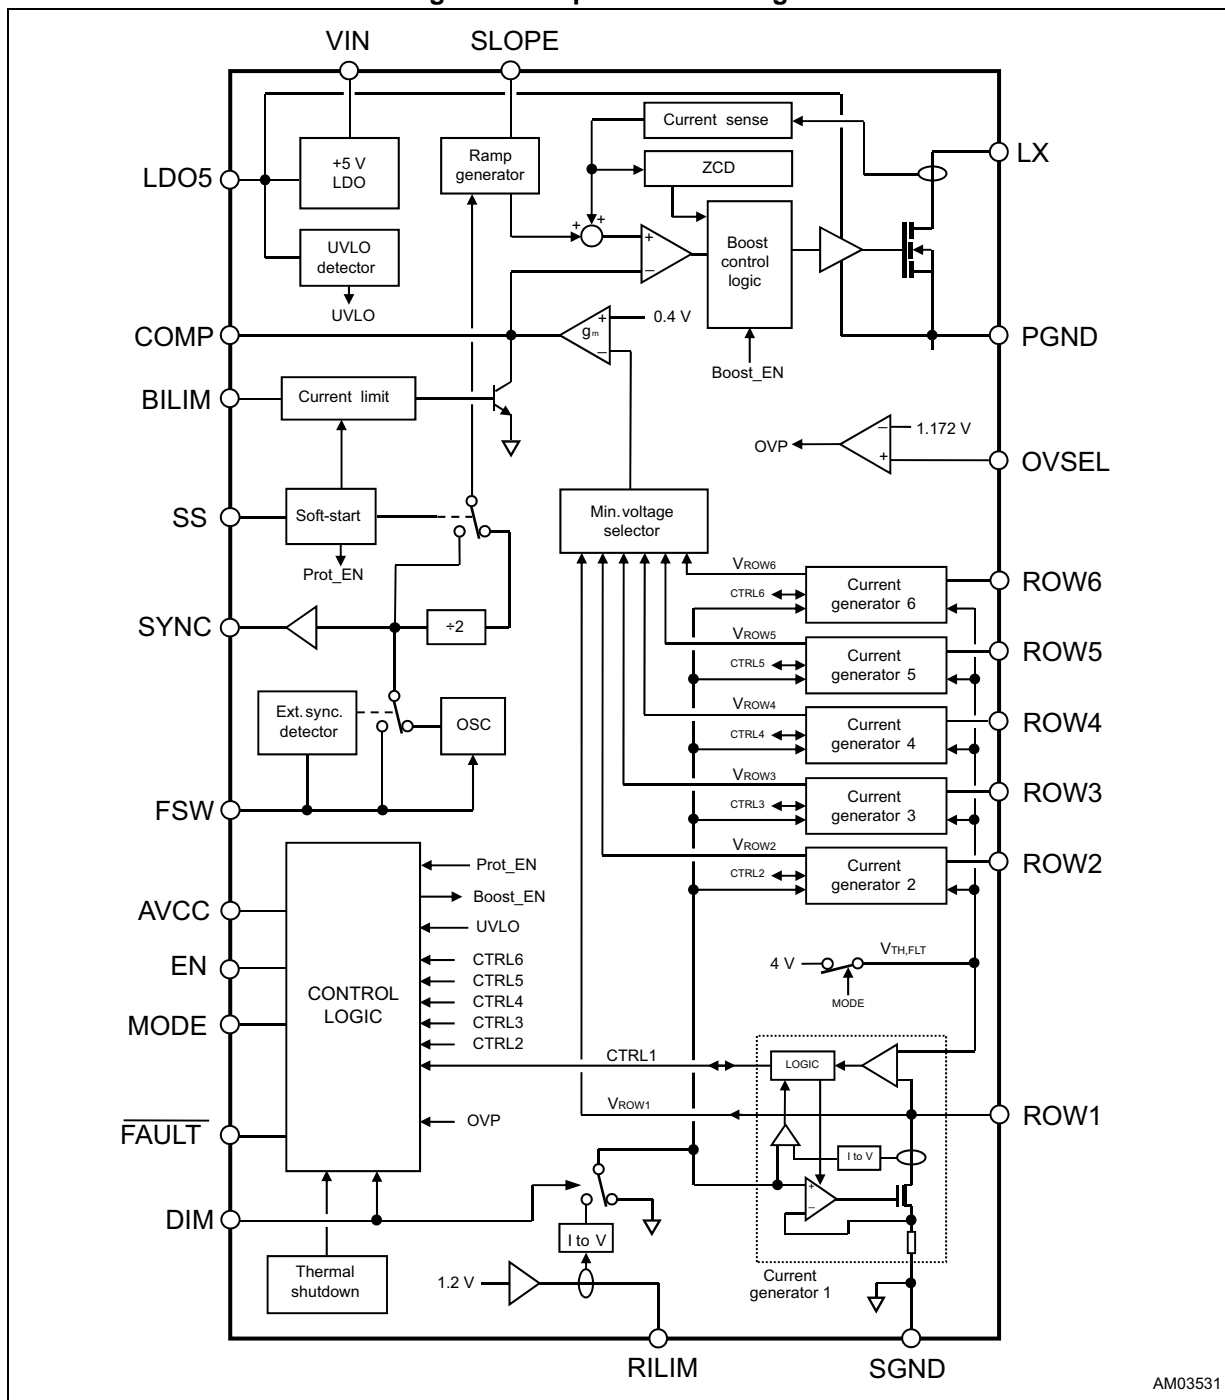 VIN
SLOPE
LDO5
+5 V
LDO
Ramp
generator
Current sense
ZCD
LX
UVLO
detector
UVLO
+
+
+
–
Boost
control
logic
COMP
gm
+
–
0.4 V
Boost_EN
PGND
BILIM
Current limit
OVP
–
+
1.172 V
OVSEL
SS
Soft-start
Prot_EN
Min. voltage
selector
SYNC
÷2
VROW6
CTRL6
Current
generator 6
ROW6
VROW5
CTRL5
Current
generator 5
ROW5
Ext. sync.
detector
OSC
VROW4
CTRL4
Current
generator 4
ROW4
FSW
VROW3
CTRL3
Current
generator 3
ROW3
VROW2
CTRL2
Current
generator 2
ROW2
AVCC
EN
MODE
FAULT
DIM
CONTROL
LOGIC
Prot_EN
Boost_EN
UVLO
CTRL6
CTRL5
CTRL4
CTRL3
CTRL2
CTRL1
OVP
4 V
VTH,FLT
MODE
LOGIC
VROW1
ROW1
I to V
+
–
I to V
Thermal
shutdown
1.2 V
Current
generator 1
RILIM
SGND
AM03531